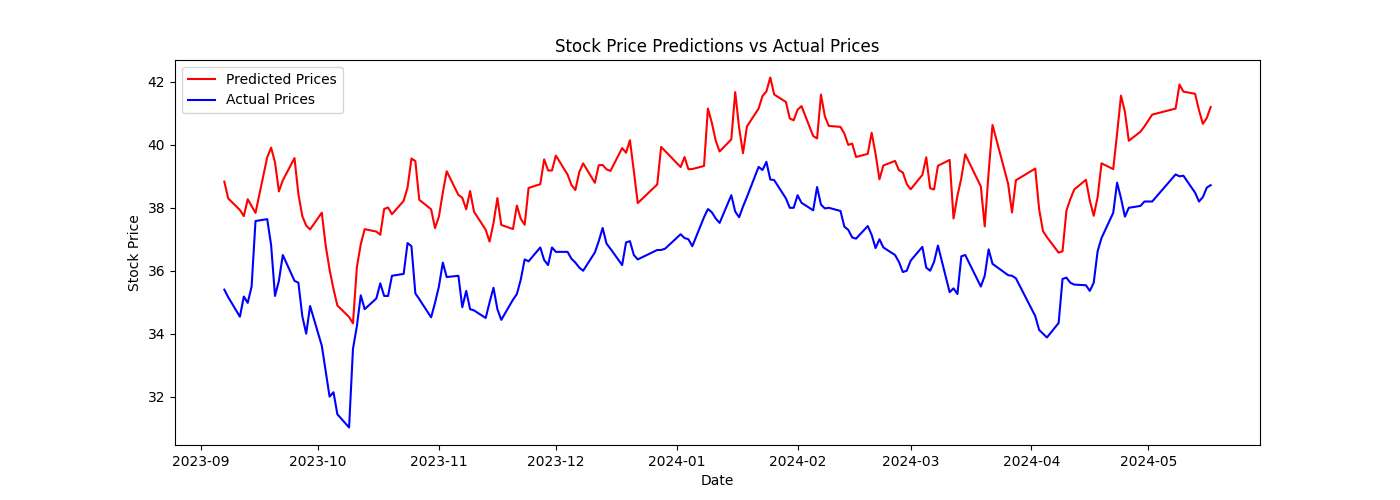 Stock Price Predictions vs Actual Prices
Predicted Prices
Actual Prices
Stock Price
42
40
38
36
34
32
2023-09 2023-10 2023-11 2023-12 2024-01 2024-02 2024-03 2024-04 2024-05
Date